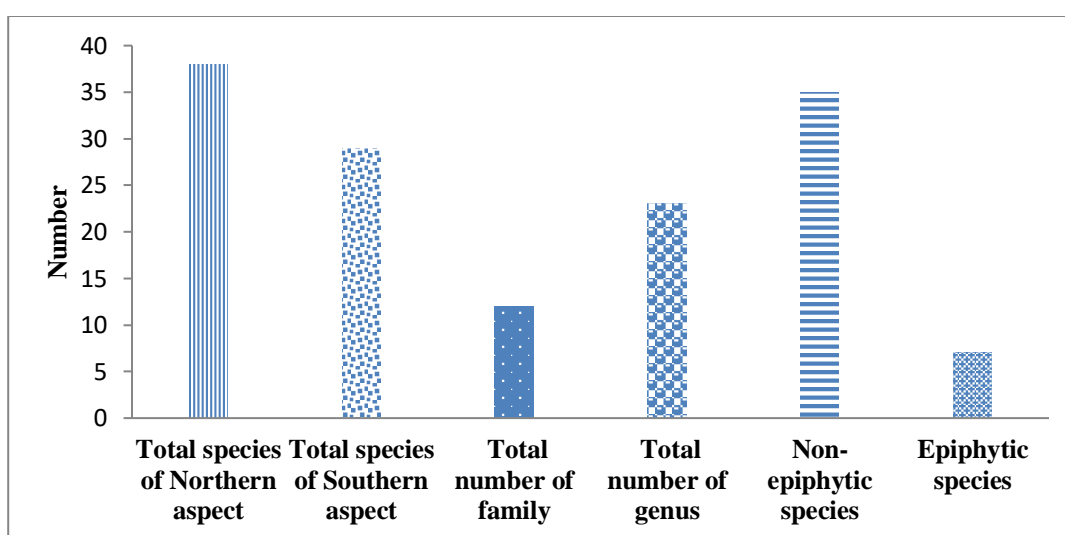 40
35
30
25
20
15
10
5
0
Number
Total species
of Northern
aspect
Total species
of Southern
aspect
Total
number of
family
Total
number of
genus
Non-
epiphytic
species
Epiphytic
species